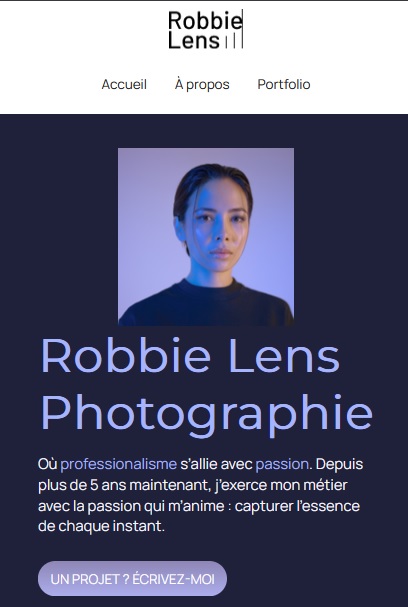 Robbie
Lens
Accueil À propos Portfolio
Robbie Lens
Photographie
Où professionalisme s'allie avec passion. Depuis
plus de 5 ans maintenant, j'exerce mon métier
avec la passion qui m'anime : capturer l'essence
de chaque instant.
UN PROJET ? ÉCRIVEZ-MOI